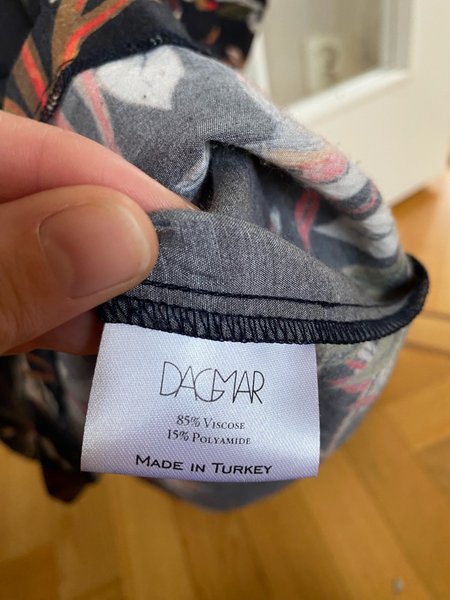 DAGMAR
85% Viscose
15% Polyamide
Made in Turkey